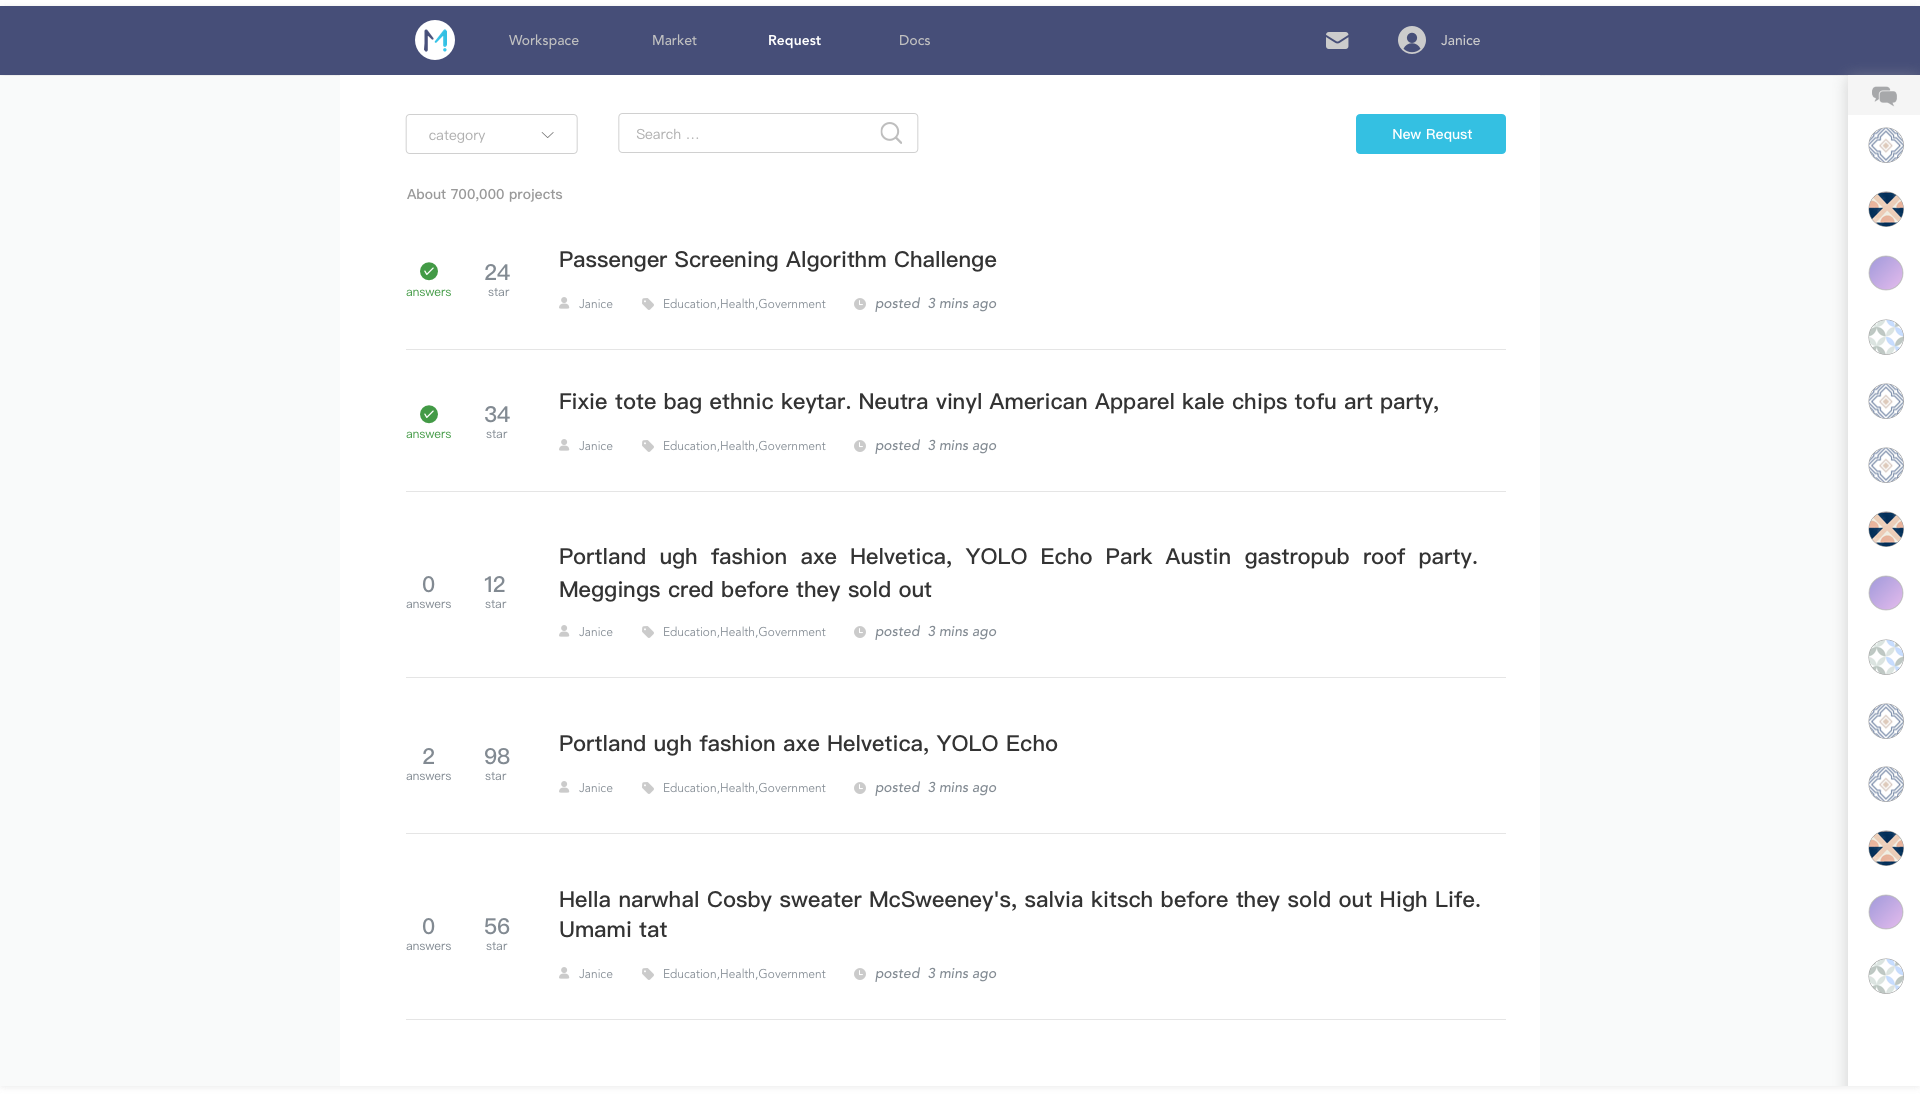 M Workspace Market Request Docs Janice
category Search ... New Requst
About 700,000 projects
Passenger Screening Algorithm Challenge
answers 24 star
Janice Education,Health,Government posted 3 mins ago
Fixie tote bag ethnic keytar. Neutra vinyl American Apparel kale chips tofu art party,
answers 34 star
Janice Education,Health,Government posted 3 mins ago
Portland ugh fashion axe Helvetica, YOLO Echo Park Austin gastropub roof party.
Meggings cred before they sold out
0 answers 12 star
Janice Education,Health,Government posted 3 mins ago
Portland ugh fashion axe Helvetica, YOLO Echo
2 answers 98 star
Janice Education,Health,Government posted 3 mins ago
Hella narwhal Cosby sweater McSweeney's, salvia kitsch before they sold out High Life.
Umami tat
0 answers 56 star
Janice Education,Health,Government posted 3 mins ago